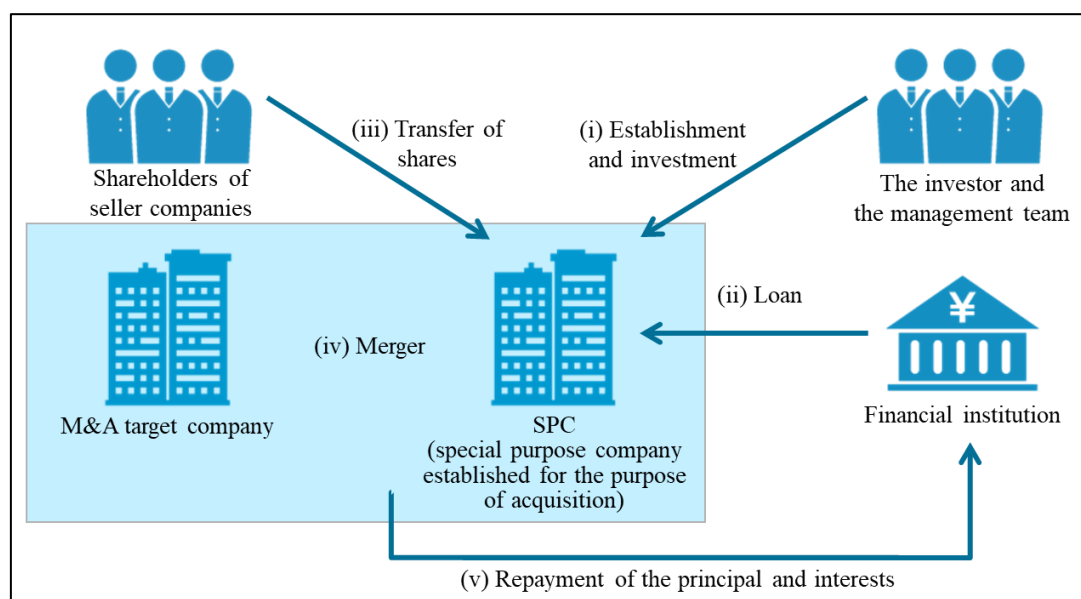 (iii) Transfer of
shares
(i) Establishment
and investment
Shareholders of
seller companies
The investor and
the management team
(ii) Loan
¥
(iv) Merger
M&A target company
SPC
(special purpose company
established for the purpose
of acquisition)
Financial institution
(v) Repayment of the principal and interests